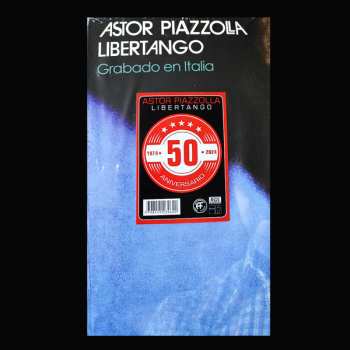 ASTOR PIAZZOLLA
LIBERTANGO
Grabado en Italia
ASTOR PIAZZOLLA
LIBERTANGO
1974 50 2024
ANIVERSARIO